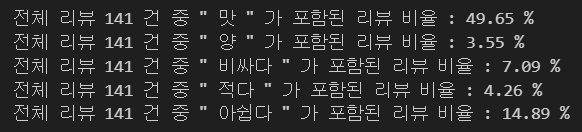 전체 리뷰 141 건 중 " 맛 " 가 포함된 리뷰 비율 : 49.65 %
전체 리뷰 141 건 중 " 양 " 가 포함된 리뷰 비율 : 3.55 %
전체 리뷰 141 건 중 " 비싸다 " 가 포함된 리뷰 비율 : 7.09 %
전체 리뷰 141 건 중 " 적다 " 가 포함된 리뷰 비율 : 4.26 %
전체 리뷰 141 건 중 " 아쉽다 " 가 포함된 리뷰 비율 : 14.89 %